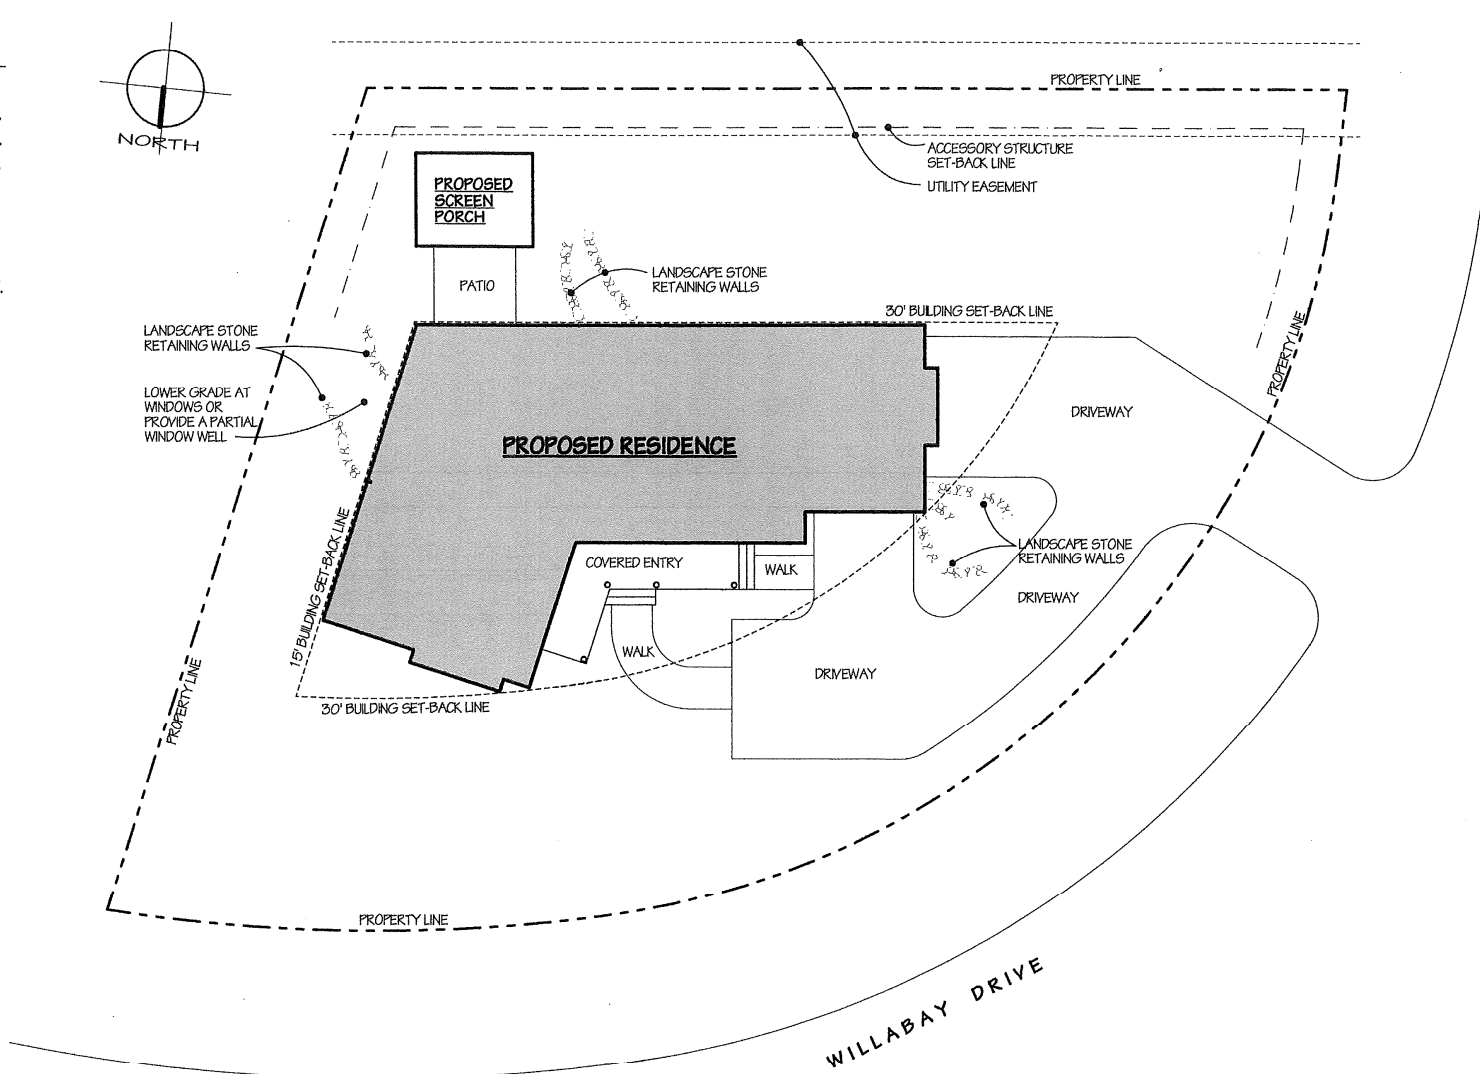 PROPERTY LINE
NORTH
ACCESSORY STRUCTURE
SET-BACK LINE
UTILITY EASEMENT
PROPOSED
SCREEN
PORCH
PATIO
LANDSCAPE STONE
RETAINING WALLS
30' BUILDING SET-BACK LINE
LANDSCAPE STONE
RETAINING WALLS
PROPERTY LINE
LOWER GRADE AT
WINDOWS OR
PROVIDE A PARTIAL
WINDOW WELL
DRIVEWAY
PROPOSED RESIDENCE
15' BUILDING SET-BACK LINE
COVERED ENTRY
WALK
LANDSCAPE STONE
RETAINING WALLS
DRIVEWAY
WALK
DRIVEWAY
PROPERTY LINE
30' BUILDING SET-BACK LINE
PROPERTY LINE
WILLABAY DRIVE